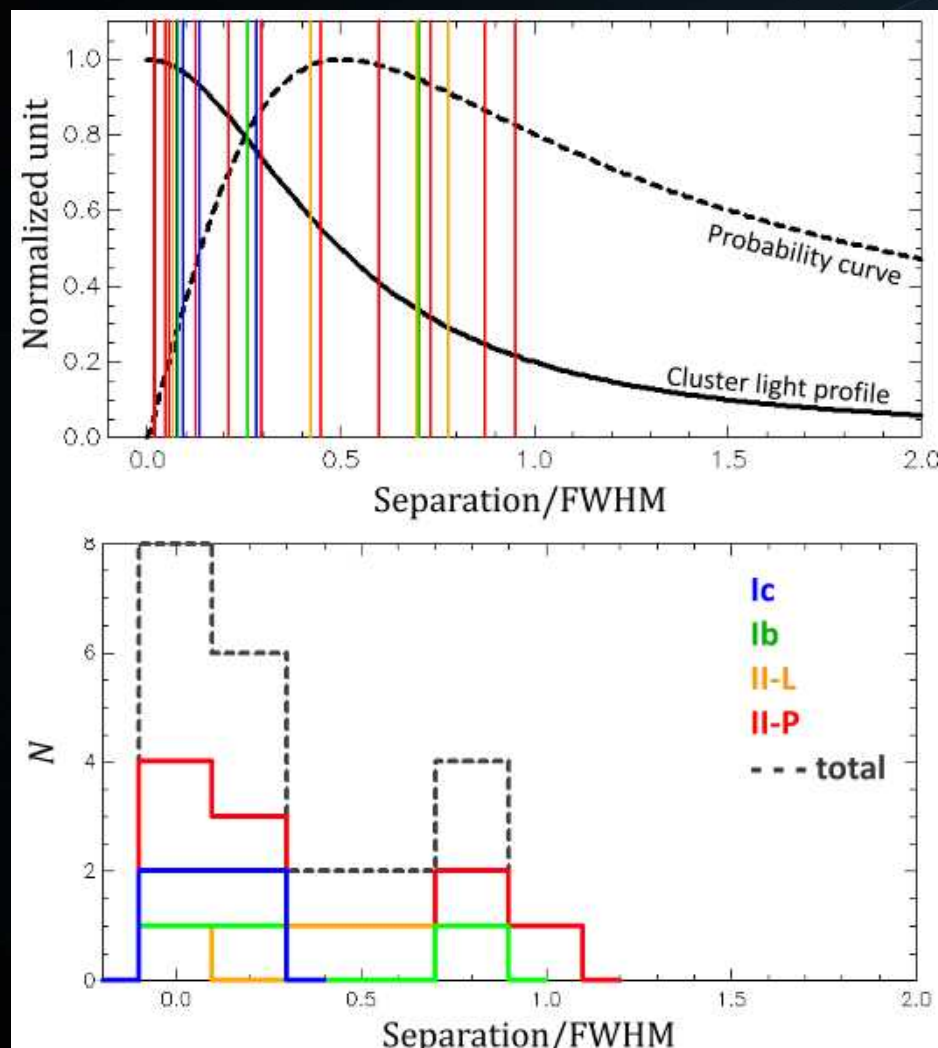 1.0
0.8
0.6
0.4
0.2
0.0
Normalized unit
Probability curve
Cluster light profile
0.0 0.5 1.0 1.5 2.0
Separation/FWHM
8
6
4
2
0
N
Ic
Ib
II-L
II-P
total
0.0 0.5 1.0 1.5 2.0
Separation/FWHM